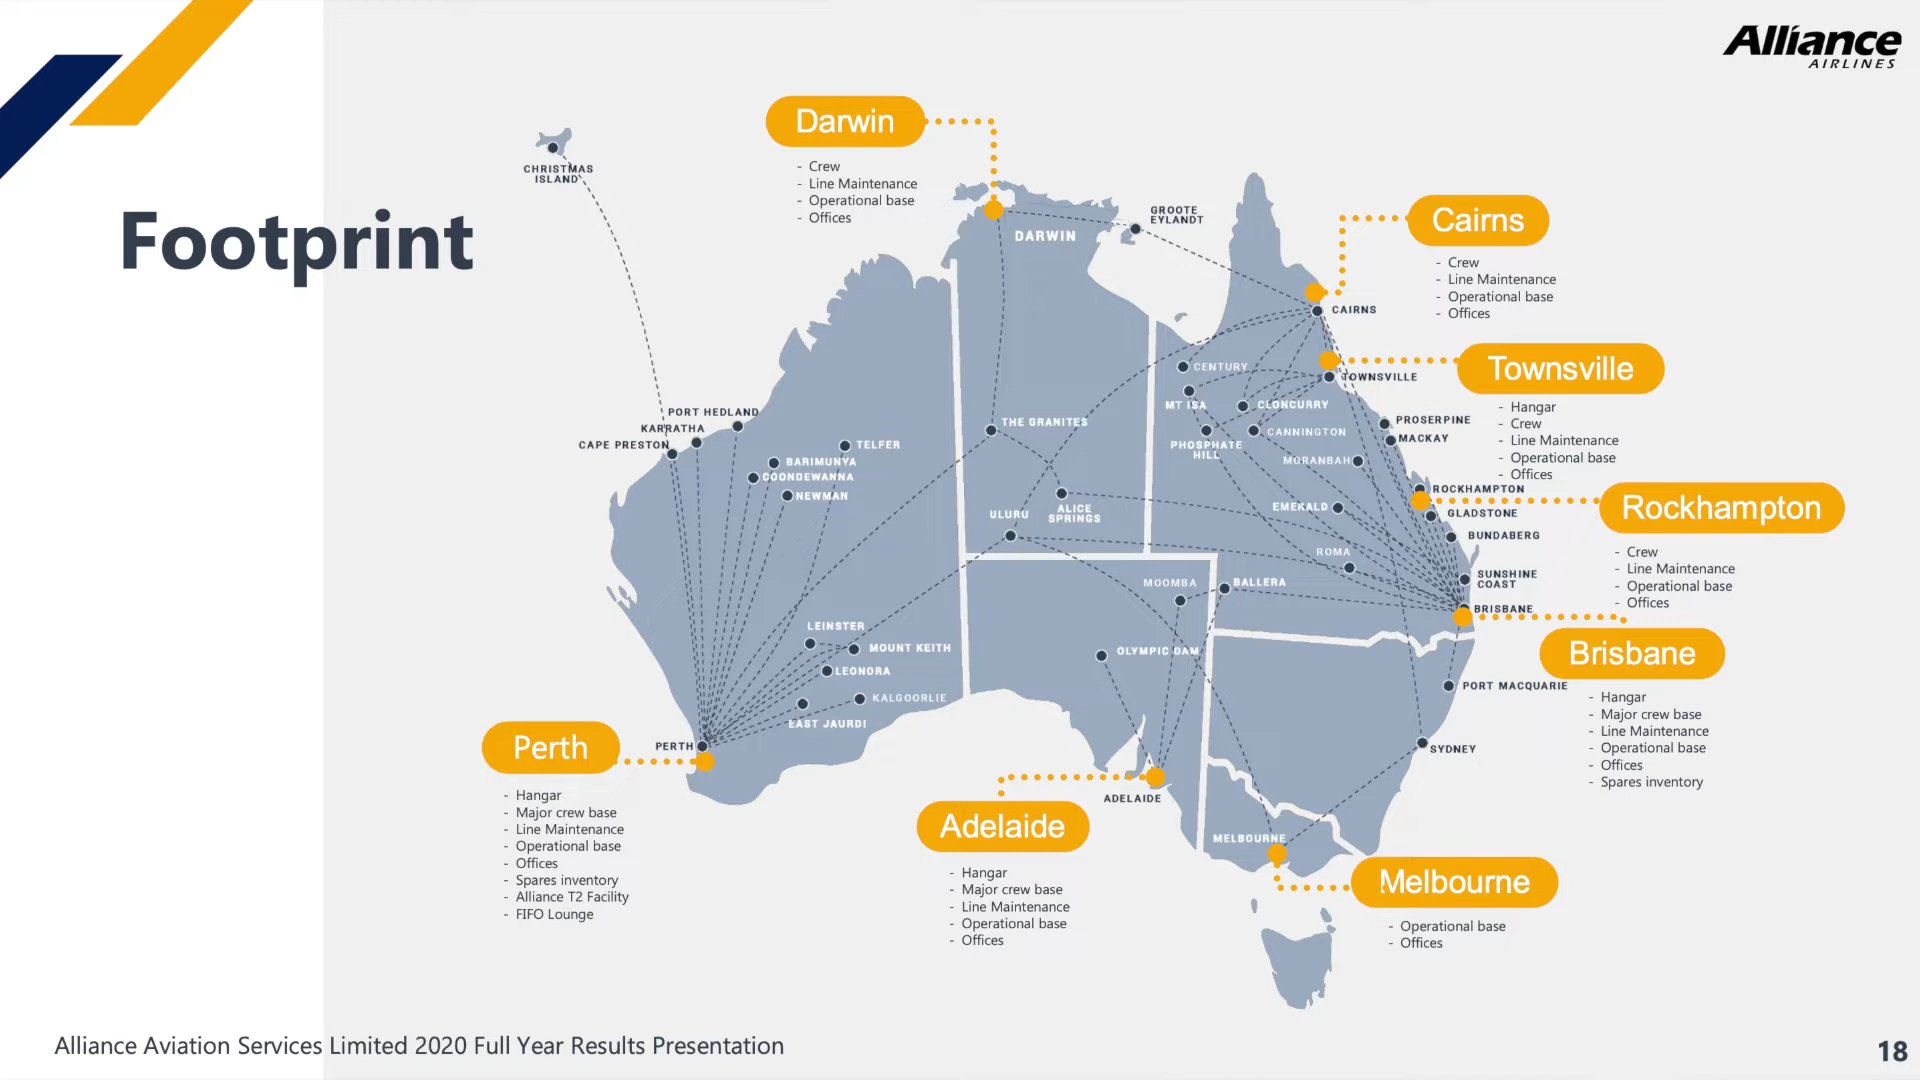 Alliance
AIRLINES
Footprint
Darwin
- Crew
- Line Maintenance
- Operational base
- Offices
CHRISTMAS
ISLAND
GROOTE
EYLANDT
DARWIN
Cairns
- Crew
- Line Maintenance
- Operational base
- Offices
CAIRNS
Townsville
- Hangar
- Crew
- Line Maintenance
- Operational base
- Offices
CENTURY
TOWNSVILLE
MT ISA
CLONCURRY
PORT HEDLAND
KARRATHA
CAPE PRESTON
THE GRANITES
PROSERPINE
MACKAY
CANNINGTON
PHOSPHATE
HILL
MORANBAH
TELFER
BARIMUNYA
COONDEWANNA
NEWMAN
ROCKHAMPTON
Rockhampton
- Crew
- Line Maintenance
- Operational base
- Offices
ULURU
ALICE
SPRINGS
EMERALD
GLADSTONE
BUNDABERG
ROMA
SUNSHINE
COAST
MOOMBA
BALLERA
BRISBANE
Brisbane
- Hangar
- Major crew base
- Line Maintenance
- Operational base
- Offices
- Spares inventory
LEINSTER
MOUNT KEITH
LEONORA
KALGOORLIE
EAST JAURDI
OLYMPIC DAM
PORT MACQUARIE
SYDNEY
PERTH
Perth
- Hangar
- Major crew base
- Line Maintenance
- Operational base
- Offices
- Spares inventory
- Alliance T2 Facility
- FIFO Lounge
ADELAIDE
Adelaide
- Hangar
- Major crew base
- Line Maintenance
- Operational base
- Offices
MELBOURNE
Melbourne
- Operational base
- Offices
Alliance Aviation Services Limited 2020 Full Year Results Presentation
18